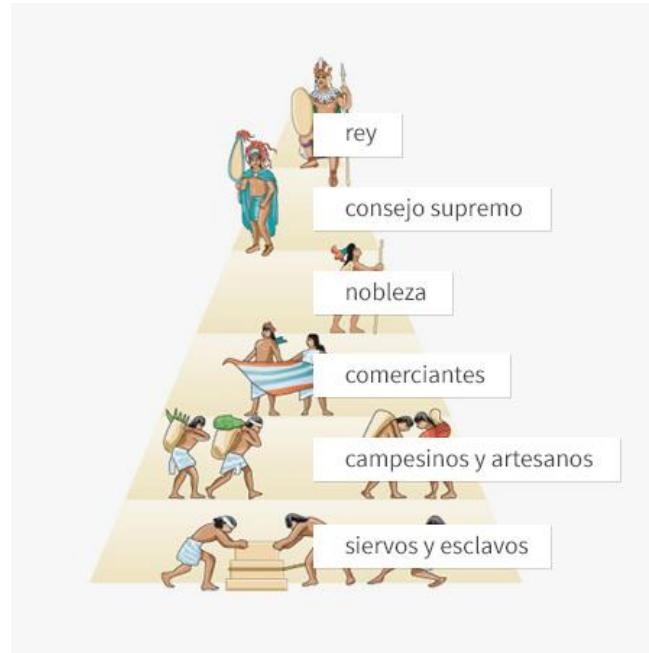 rey
consejo supremo
nobleza
comerciantes
campesinos y artesanos
siervos y esclavos